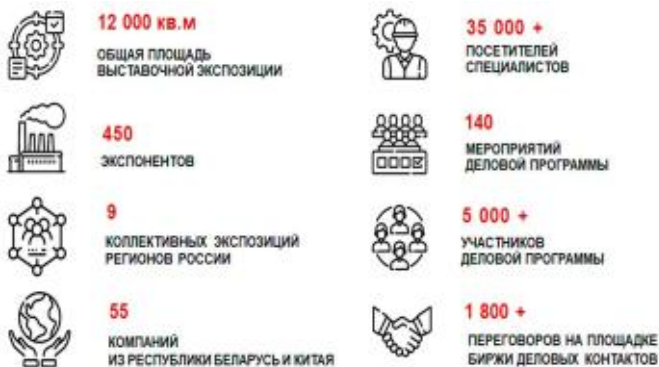 12 000 кв.м
ОБЩАЯ ПЛОЩАДЬ
ВЫСТАВОЧНОЙ ЭКСПОЗИЦИИ
450
ЭКСПОНЕНТОВ
9
КОЛЛЕКТИВНЫХ ЭКСПОЗИЦИЙ
РЕГИОНОВ РОССИИ
55
КОМПАНИЙ
ИЗ РЕСПУБЛИКИ БЕЛАРУСЬ И КИТАЯ
35 000 +
ПОСЕТИТЕЛЕЙ
СПЕЦИАЛИСТОВ
140
МЕРОПРИЯТИЙ
ДЕЛОВОЙ ПРОГРАММЫ
5 000 +
УЧАСТНИКОВ
ДЕЛОВОЙ ПРОГРАММЫ
1 800 +
ПЕРЕГОВОРОВ НА ПЛОЩАДКЕ
БИРЖИ ДЕЛОВЫХ КОНТАКТОВ